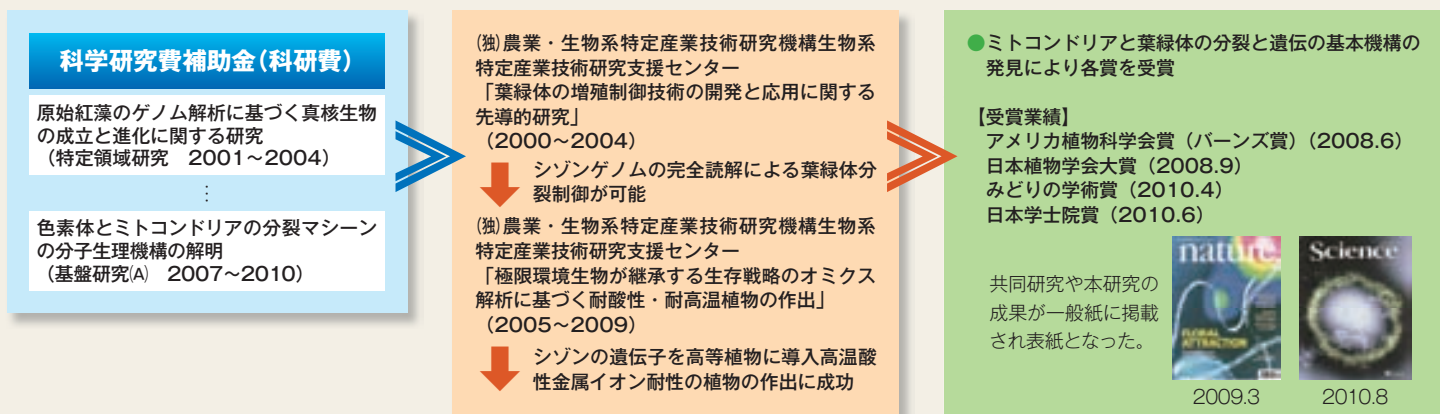 科学研究費補助金（科研費）
原始紅藻のゲノム解析に基づく真核生物
の成立と進化に関する研究
（特定領域研究　2001～2004）
⋮
色素体とミトコンドリアの分裂マシーン
の分子生理機構の解明
（基盤研究(A)　2007～2010）
(独)農業・生物系特定産業技術研究機構生物系
特定産業技術研究支援センター
「葉緑体の増殖制御技術の開発と応用に関する
先導的研究」
（2000～2004）
シゾンゲノムの完全読解による葉緑体分
裂制御が可能
(独)農業・生物系特定産業技術研究機構生物系
特定産業技術研究支援センター
「極限環境生物が継承する生存戦略のオミクス
解析に基づく耐酸性・耐高温植物の作出」
（2005～2009）
シゾンの遺伝子を高等植物に導入高温酸
性金属イオン耐性の植物の作出に成功
●ミトコンドリアと葉緑体の分裂と遺伝の基本機構の
発見により各賞を受賞
【受賞業績】
アメリカ植物科学会賞（バーンズ賞）（2008.6）
日本植物学会大賞（2008.9）
みどりの学術賞（2010.4）
日本学士院賞（2010.6）
共同研究や本研究の
成果が一般紙に掲載
され表紙となった。
nature
FLORAL
ATTRACTION
2009.3
Science
2010.8